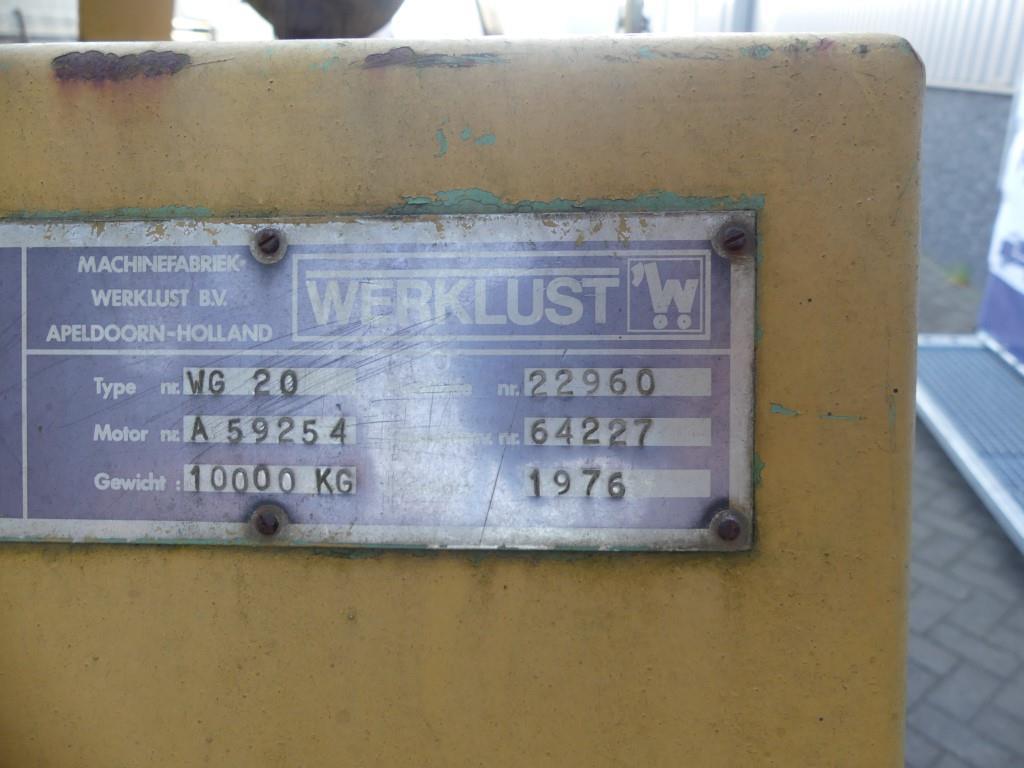 MACHINEFABRIEK-
WERKLUST B.V.
APELDOORN-HOLLAND
WERKLUST 'W
Type nr. WG 20
nr. 22960
Motor nr. A 59254
nr. 64227
Gewicht : 10000 KG
1976